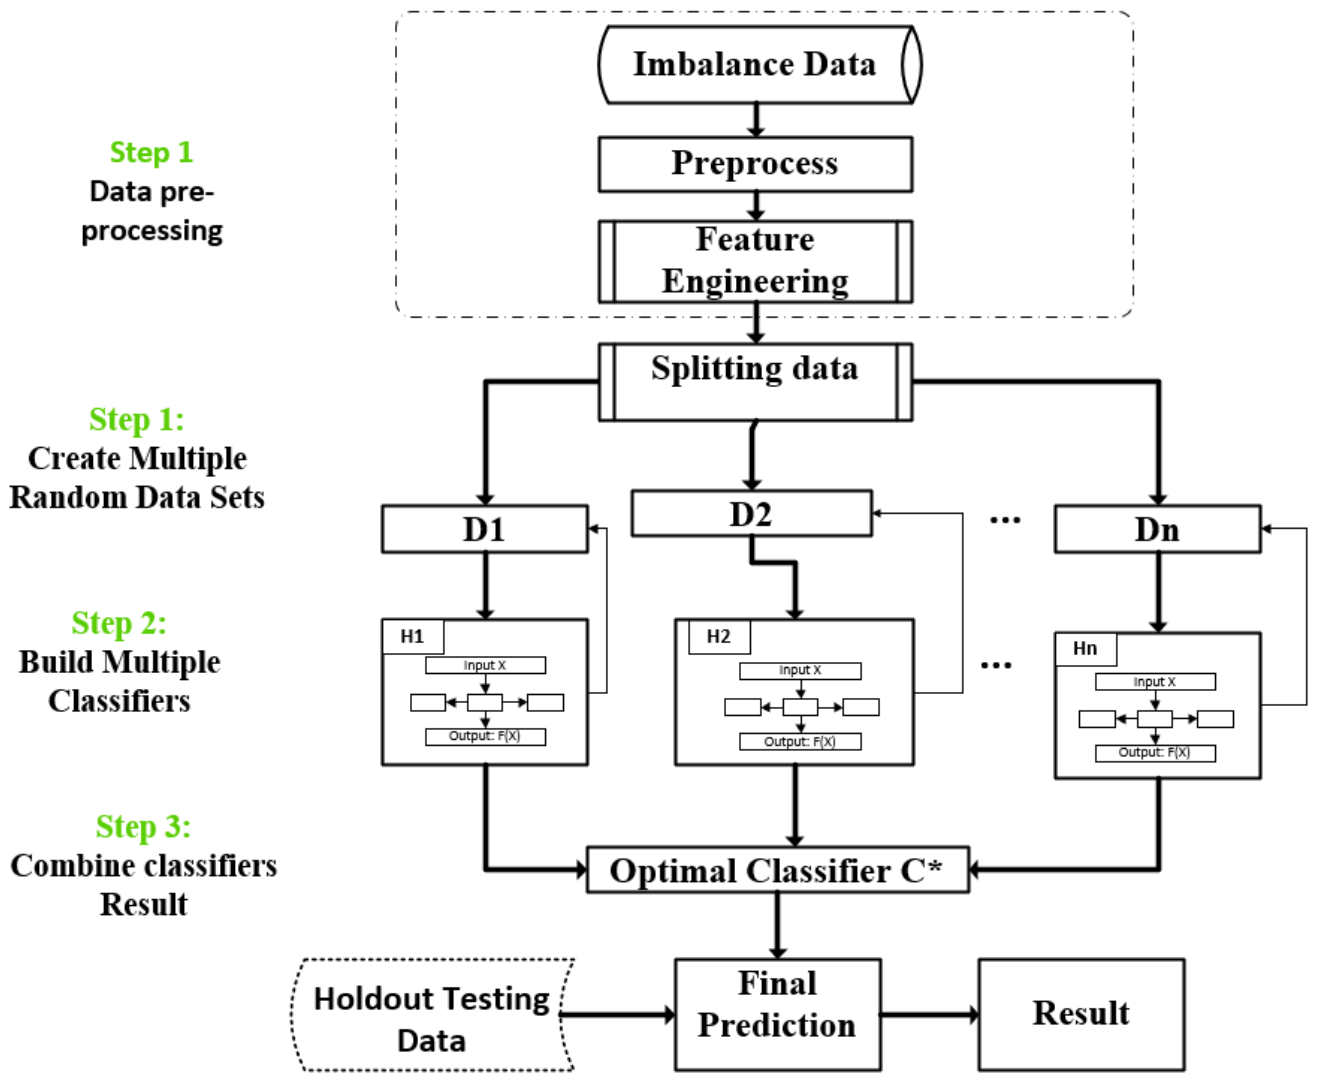 Imbalance Data
Step 1
Data pre-
processing
Preprocess
Feature
Engineering
Splitting data
Step 1:
Create Multiple
Random Data Sets
D1
D2
...
Dn
Step 2:
Build Multiple
Classifiers
H1
Input X
Output: F(X)
H2
Input X
Output: F(X)
...
Hn
Input X
Output: F(X)
Step 3:
Combine classifiers
Result
Optimal Classifier C*
Holdout Testing
Data
Final
Prediction
Result